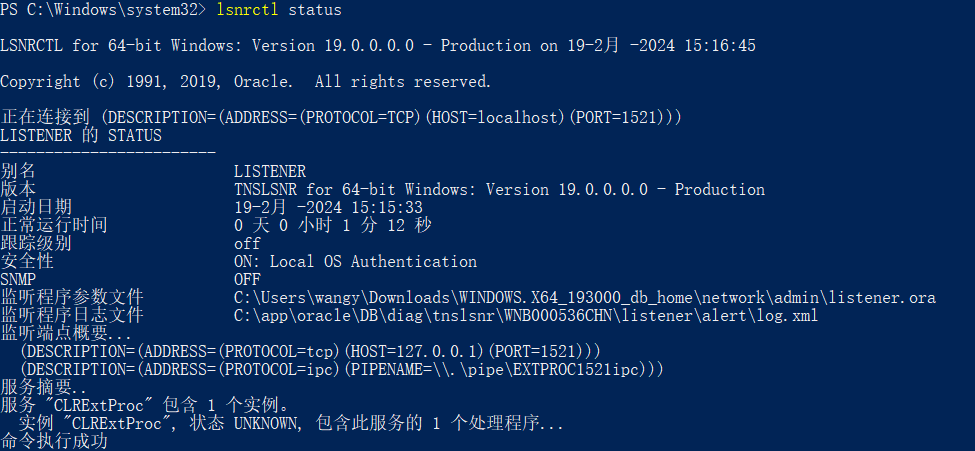 PS C:\Windows\system32> lsnrctl status
LSNRCTL for 64-bit Windows: Version 19.0.0.0.0 - Production on 19-2月 -2024 15:16:45
Copyright (c) 1991, 2019, Oracle.  All rights reserved.
正在连接到 (DESCRIPTION=(ADDRESS=(PROTOCOL=TCP)(HOST=localhost)(PORT=1521)))
LISTENER 的 STATUS
------------------------
别名                      LISTENER
版本                      TNSLSNR for 64-bit Windows: Version 19.0.0.0.0 - Production
启动日期                  19-2月 -2024 15:15:33
正常运行时间              0 天 0 小时 1 分 12 秒
跟踪级别                  off
安全性                    ON: Local OS Authentication
SNMP                      OFF
监听程序参数文件          C:\Users\wangy\Downloads\WINDOWS.X64_193000_db_home\network\admin\listener.ora
监听程序日志文件          C:\app\oracle\DB\diag\tnslsnr\WNB000536CHN\listener\alert\log.xml
监听端点概要...
  (DESCRIPTION=(ADDRESS=(PROTOCOL=tcp)(HOST=127.0.0.1)(PORT=1521)))
  (DESCRIPTION=(ADDRESS=(PROTOCOL=ipc)(PIPENAME=\\.\pipe\EXTPROC1521ipc)))
服务摘要..
服务 "CLRExtProc" 包含 1 个实例。
  实例 "CLRExtProc", 状态 UNKNOWN, 包含此服务的 1 个处理程序...
命令执行成功